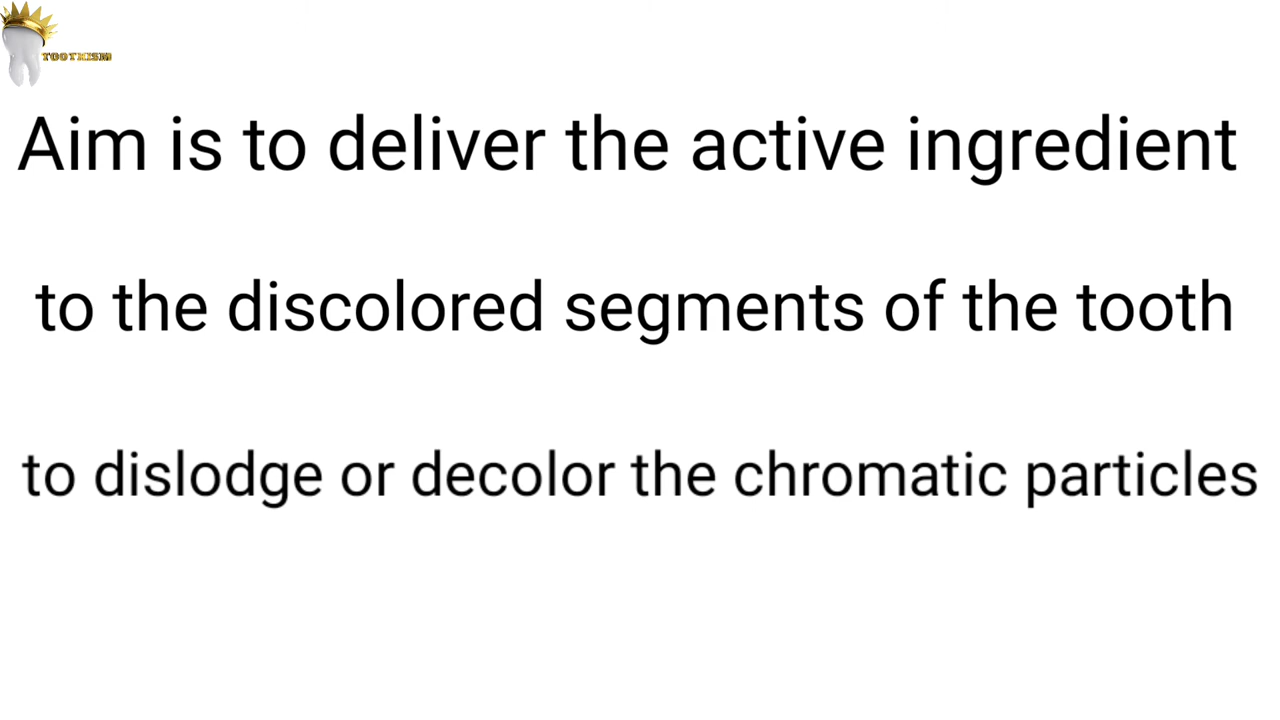 TOOTHISM
Aim is to deliver the active ingredient
to the discolored segments of the tooth
to dislodge or decolor the chromatic particles